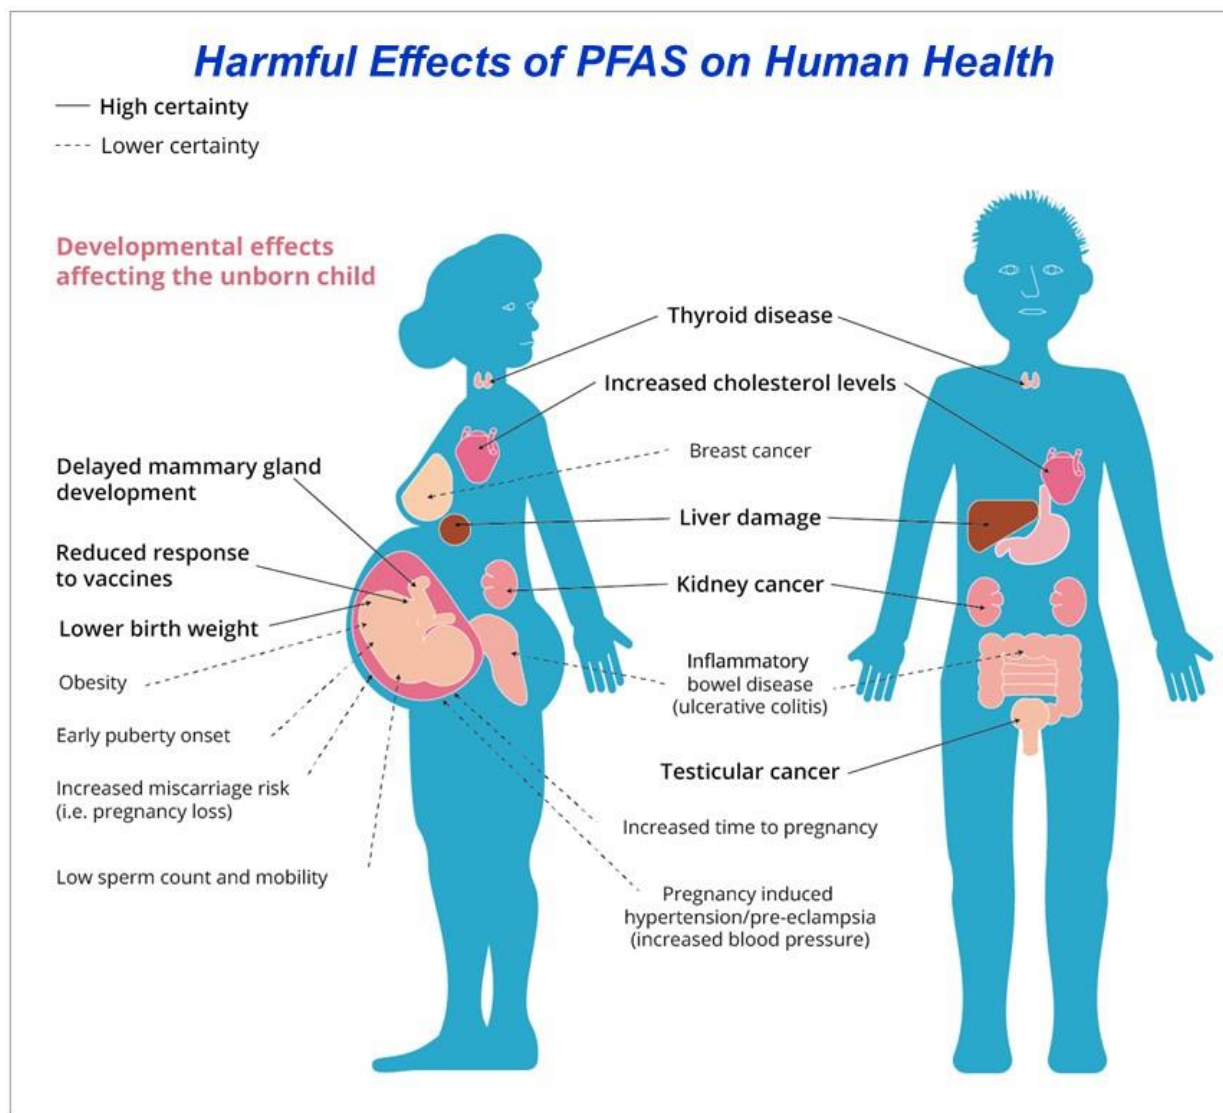 Harmful Effects of PFAS on Human Health
High certainty
Lower certainty
Developmental effects
affecting the unborn child
Delayed mammary gland
development
Reduced response
to vaccines
Lower birth weight
Obesity
Early puberty onset
Increased miscarriage risk
(i.e. pregnancy loss)
Low sperm count and mobility
Thyroid disease
Increased cholesterol levels
Breast cancer
Liver damage
Kidney cancer
Inflammatory
bowel disease
(ulcerative colitis)
Testicular cancer
Increased time to pregnancy
Pregnancy induced
hypertension/pre-eclampsia
(increased blood pressure)